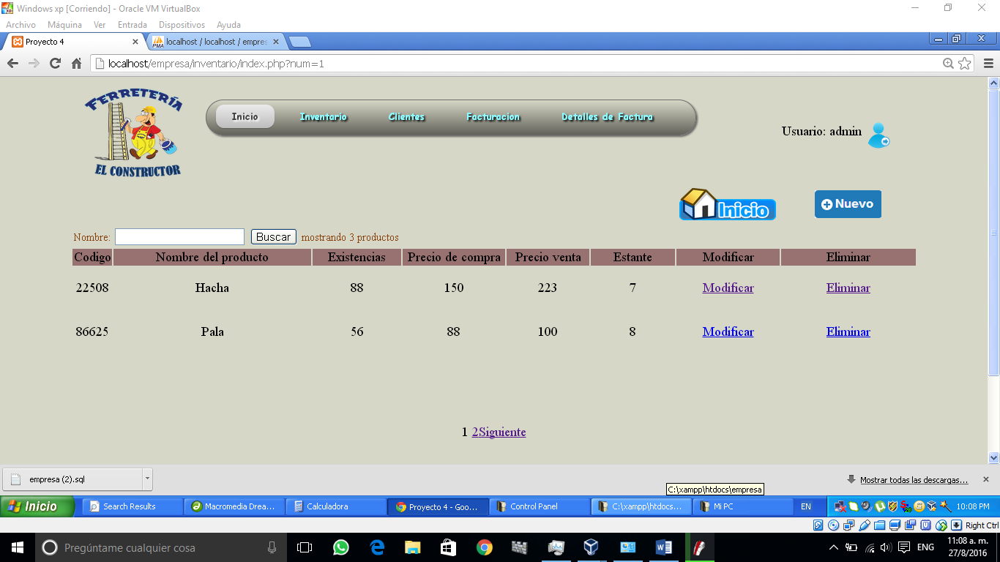 Windows xp [Corriendo] - Oracle VM VirtualBox
Archivo Máquina Ver Entrada Dispositivos Ayuda
Proyecto 4 localhost / localhost / empres
localhost/empresa/inventario/index.php?num=1
FERRETERÍA
EL CONSTRUCTOR
Inicio Inventario Clientes Facturacion Detalles de Factura
Usuario: admin
Inicio Nuevo
Nombre: Buscar mostrando 3 productos
Codigo Nombre del producto Existencias Precio de compra Precio venta Estante Modificar Eliminar
22508 Hacha 88 150 223 7 Modificar Eliminar
86625 Pala 56 88 100 8 Modificar Eliminar
1 2Siguiente
empresa (2).sql Mostrar todas las descargas...
C:\xampp\htdocs\empresa
Inicio Search Results Macromedia Drea... Calculadora Proyecto 4 - Goo... Control Panel C:\xampp\htdocs... Mi PC EN 10:08 PM
Right Ctrl
Pregúntame cualquier cosa ENG 11:08 a. m.
27/8/2016